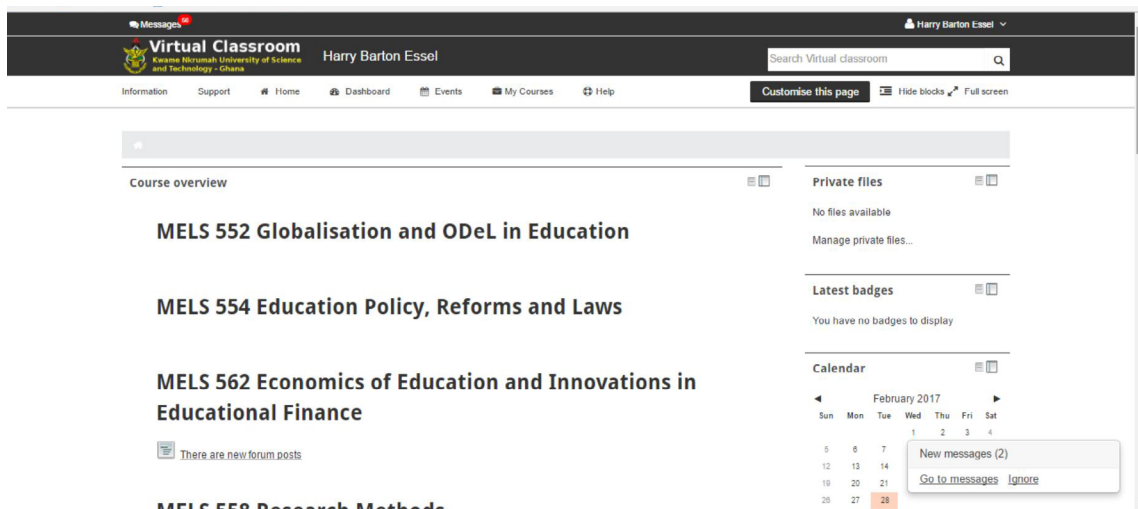 Messages 58
Harry Barton Essel
Virtual Classroom
Kwame Nkrumah University of Science
and Technology - Ghana
Harry Barton Essel
Search Virtual classroom
Information Support Home Dashboard Events My Courses Help
Customise this page Hide blocks Full screen
Course overview
MELS 552 Globalisation and ODeL in Education
MELS 554 Education Policy, Reforms and Laws
MELS 562 Economics of Education and Innovations in
Educational Finance
There are new forum posts
MELS 558 Research Methods
Private files
No files available
Manage private files...
Latest badges
You have no badges to display
Calendar
◄ February 2017 ►
Sun Mon Tue Wed Thu Fri Sat
1 2 3 4
5 6 7
12 13 14
19 20 21
26 27 28
New messages (2)
Go to messages Ignore